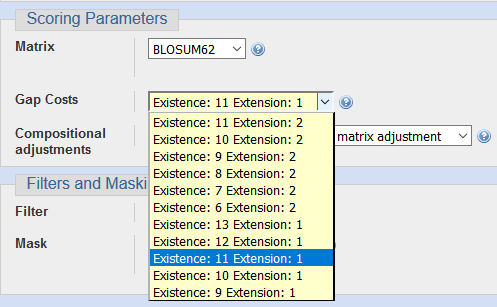 Scoring Parameters
Matrix
BLOSUM62
Gap Costs
Existence: 11 Extension: 1
Compositional adjustments
matrix adjustment
Existence: 11 Extension: 2
Existence: 10 Extension: 2
Existence: 9 Extension: 2
Existence: 8 Extension: 2
Existence: 7 Extension: 2
Existence: 6 Extension: 2
Existence: 13 Extension: 1
Existence: 12 Extension: 1
Existence: 11 Extension: 1
Existence: 10 Extension: 1
Existence: 9 Extension: 1
Filters and Maski
Filter
Mask